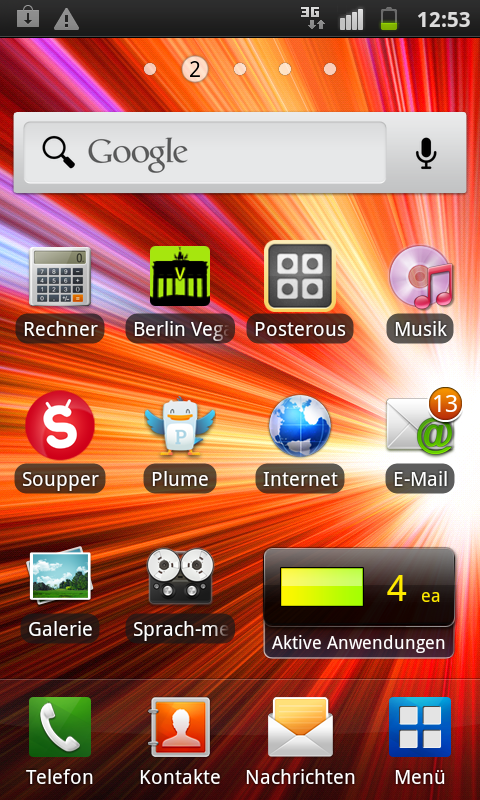 3G 12:53
2
Google
Rechner Berlin Vega Posterous Musik
13
Soupper Plume Internet E-Mail
4 ea
Galerie Sprach-me Aktive Anwendungen
Telefon Kontakte Nachrichten Menü